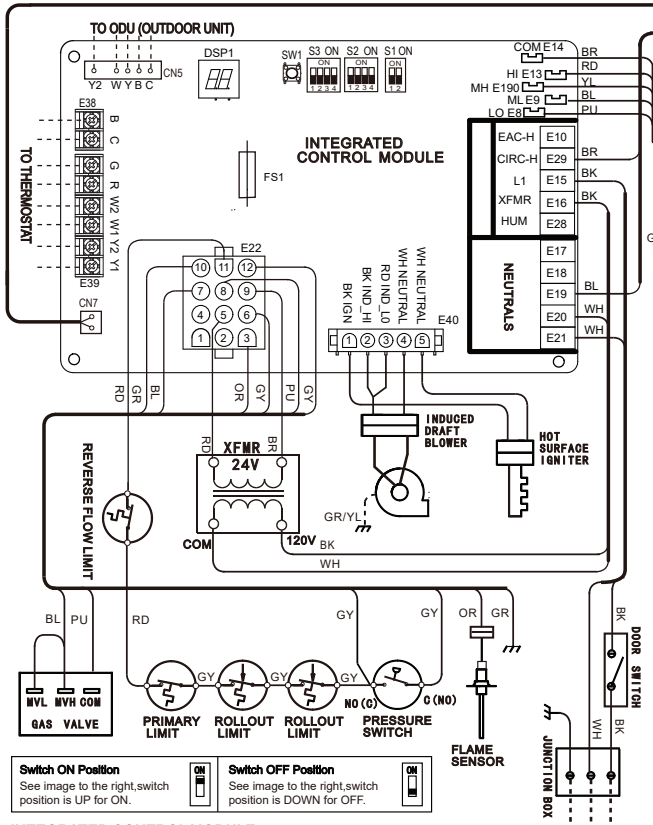 TO ODU (OUTDOOR UNIT)
CN5
Y2 W Y B C
DSP1
SW1
S3 ON S2 ON S1 ON
ON ON ON
1 2 3 4 1 2 3 4 1 2
COM E14 BR
HI E13 RD
MH E190 YL
ML E9 BL
LO E8 PU
E38
B
C
G
R
W2
W1
Y2
Y1
E39
TO THERMOSTAT
CN7
INTEGRATED
CONTROL MODULE
FS1
EAC-H E10
CIRC-H E29 BR
L1 E15 BK
XFMR E16 BK
HUM E28
NEUTRALS
E17
E18
E19 BL
E20 WH
E21 WH
E22
10 11 12
7 8 9
4 5 6
1 2 3
BK IGN
BK IND_HI
RD IND_LO
WH NEUTRAL
WH NEUTRAL
E40
1 2 3 4 5
RD GR BL OR GY PU GY
INDUCED
DRAFT
BLOWER
HOT
SURFACE
IGNITER
GR/YL
REVERSE FLOW LIMIT
RD BR
XFMR
24V
COM 120V
BK
WH
BL PU RD
GY GY OR GR
GY GY GY
MVL MVH COM
GAS VALVE
PRIMARY
LIMIT
ROLLOUT
LIMIT
ROLLOUT
LIMIT
NO (C) C (NO)
PRESSURE
SWITCH
FLAME
SENSOR
BK
DOOR SWITCH
WH BK
JUNCTION BOX
Switch ON Position
See image to the right,switch
position is UP for ON.
ON
Switch OFF Position
See image to the right,switch
position is DOWN for OFF.
ON